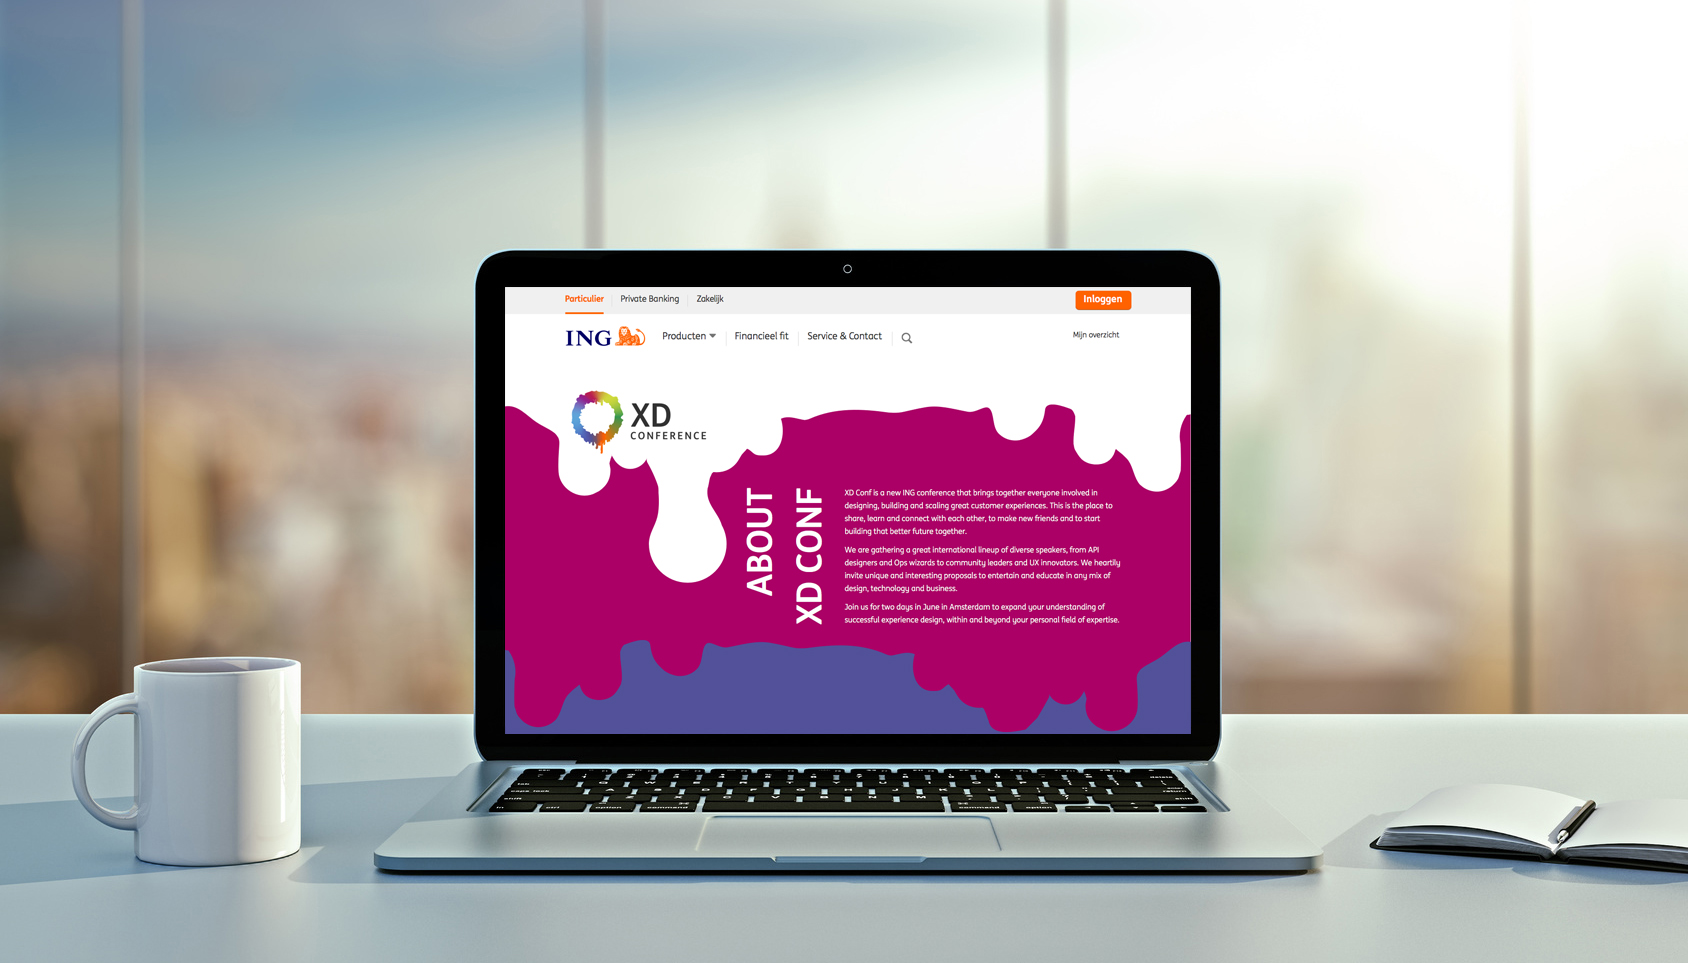 Particulier Private Banking Zakelijk Inloggen
ING Producten Financieel fit Service & Contact Mijn overzicht
XD
CONFERENCE
ABOUT
XD CONF
XD Conf is a new ING conference that brings together everyone involved in
designing, building and scaling great customer experiences. This is the place to
share, learn and connect with each other, to make new friends and to start
building that better future together.
We are gathering a great international lineup of diverse speakers, from API
designers and Ops wizards to community leaders and UX innovators. We heartily
invite unique and interesting proposals to entertain and educate in any mix of
design, technology and business.
Join us for two days in June in Amsterdam to expand your understanding of
successful experience design, within and beyond your personal field of expertise.